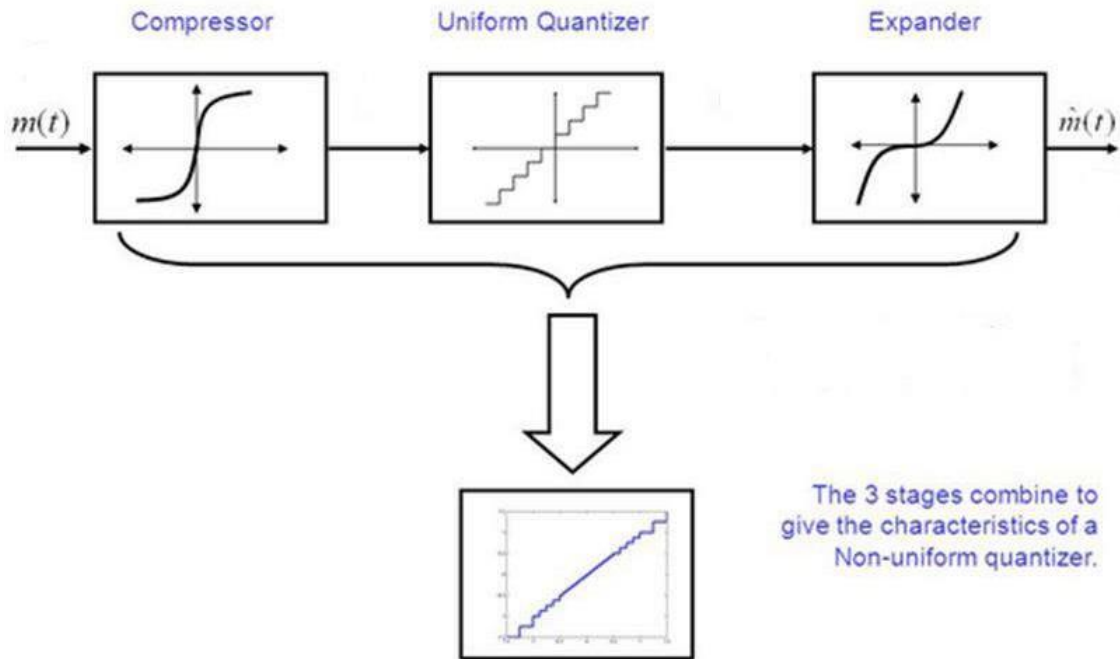 Compressor
Uniform Quantizer
Expander
m(t)
m̂(t)
The 3 stages combine to
give the characteristics of a
Non-uniform quantizer.